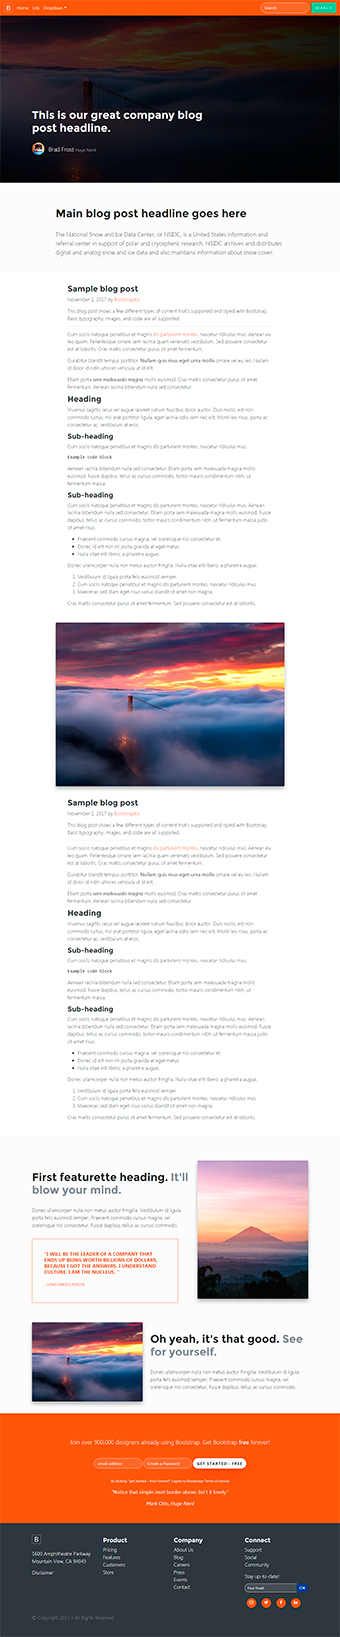 B Home Link Dropdown Search SEARCH
This is our great company blog
post headline.
Brad Frost Huge Nerd
Main blog post headline goes here
The National Snow and Ice Data Center, or NSIDC, is a United States information and
referral center in support of polar and cryospheric research. NSIDC archives and distributes
digital and analog snow and ice data and also maintains information about snow cover.
Sample blog post
November 1, 2017 by Bootstraptor
This blog post shows a few different types of content that's supported and styled with Bootstrap.
Basic typography, images, and code are all supported.
Cum sociis natoque penatibus et magnis dis parturient montes, nascetur ridiculus mus. Aenean eu
leo quam. Pellentesque ornare sem lacinia quam venenatis vestibulum. Sed posuere consectetur
est at lobortis. Cras mattis consectetur purus sit amet fermentum.
Curabitur blandit tempus porttitor. Nullam quis risus eget urna mollis ornare vel eu leo. Nullam
id dolor id nibh ultricies vehicula ut id elit.
Etiam porta sem malesuada magna mollis euismod. Cras mattis consectetur purus sit amet
fermentum. Aenean lacinia bibendum nulla sed consectetur.
Heading
Vivamus sagittis lacus vel augue laoreet rutrum faucibus dolor auctor. Duis mollis, est non
commodo luctus, nisi erat porttitor ligula, eget lacinia odio sem nec elit. Morbi leo risus, porta ac
consectetur ac, vestibulum at eros.
Sub-heading
Cum sociis natoque penatibus et magnis dis parturient montes, nascetur ridiculus mus.
Example code block
Aenean lacinia bibendum nulla sed consectetur. Etiam porta sem malesuada magna mollis
euismod. Fusce dapibus, tellus ac cursus commodo, tortor mauris condimentum nibh, ut
fermentum massa.
Sub-heading
Cum sociis natoque penatibus et magnis dis parturient montes, nascetur ridiculus mus. Aenean
lacinia bibendum nulla sed consectetur. Etiam porta sem malesuada magna mollis euismod. Fusce
dapibus, tellus ac cursus commodo, tortor mauris condimentum nibh, ut fermentum massa justo
sit amet risus.
Praesent commodo cursus magna, vel scelerisque nisl consectetur et.
Donec id elit non mi porta gravida at eget metus.
Nulla vitae elit libero, a pharetra augue.
Donec ullamcorper nulla non metus auctor fringilla. Nulla vitae elit libero, a pharetra augue.
1. Vestibulum id ligula porta felis euismod semper.
2. Cum sociis natoque penatibus et magnis dis parturient montes, nascetur ridiculus mus.
3. Maecenas sed diam eget risus varius blandit sit amet non magna.
Cras mattis consectetur purus sit amet fermentum. Sed posuere consectetur est at lobortis.
Sample blog post
November 1, 2017 by Bootstraptor
This blog post shows a few different types of content that's supported and styled with Bootstrap.
Basic typography, images, and code are all supported.
Cum sociis natoque penatibus et magnis dis parturient montes, nascetur ridiculus mus. Aenean eu
leo quam. Pellentesque ornare sem lacinia quam venenatis vestibulum. Sed posuere consectetur
est at lobortis. Cras mattis consectetur purus sit amet fermentum.
Curabitur blandit tempus porttitor. Nullam quis risus eget urna mollis ornare vel eu leo. Nullam
id dolor id nibh ultricies vehicula ut id elit.
Etiam porta sem malesuada magna mollis euismod. Cras mattis consectetur purus sit amet
fermentum. Aenean lacinia bibendum nulla sed consectetur.
Heading
Vivamus sagittis lacus vel augue laoreet rutrum faucibus dolor auctor. Duis mollis, est non
commodo luctus, nisi erat porttitor ligula, eget lacinia odio sem nec elit. Morbi leo risus, porta ac
consectetur ac, vestibulum at eros.
Sub-heading
Cum sociis natoque penatibus et magnis dis parturient montes, nascetur ridiculus mus.
Example code block
Aenean lacinia bibendum nulla sed consectetur. Etiam porta sem malesuada magna mollis
euismod. Fusce dapibus, tellus ac cursus commodo, tortor mauris condimentum nibh, ut
fermentum massa.
Sub-heading
Cum sociis natoque penatibus et magnis dis parturient montes, nascetur ridiculus mus. Aenean
lacinia bibendum nulla sed consectetur. Etiam porta sem malesuada magna mollis euismod. Fusce
dapibus, tellus ac cursus commodo, tortor mauris condimentum nibh, ut fermentum massa justo
sit amet risus.
Praesent commodo cursus magna, vel scelerisque nisl consectetur et.
Donec id elit non mi porta gravida at eget metus.
Nulla vitae elit libero, a pharetra augue.
Donec ullamcorper nulla non metus auctor fringilla. Nulla vitae elit libero, a pharetra augue.
1. Vestibulum id ligula porta felis euismod semper.
2. Cum sociis natoque penatibus et magnis dis parturient montes, nascetur ridiculus mus.
3. Maecenas sed diam eget risus varius blandit sit amet non magna.
Cras mattis consectetur purus sit amet fermentum. Sed posuere consectetur est at lobortis.
First featurette heading. It'll
blow your mind.
Donec ullamcorper nulla non metus auctor fringilla. Vestibulum id ligula
porta felis euismod semper. Praesent commodo cursus magna, vel
scelerisque nisl consectetur. Fusce dapibus, tellus ac cursus commodo.
"I WILL BE THE LEADER OF A COMPANY THAT
ENDS UP BEING WORTH BILLIONS OF DOLLARS,
BECAUSE I GOT THE ANSWERS. I UNDERSTAND
CULTURE. I AM THE NUCLEUS. "
- SOME FAMOUS PERSON
Oh yeah, it's that good. See
for yourself.
Donec ullamcorper nulla non metus auctor fringilla. Vestibulum id ligula
porta felis euismod semper. Praesent commodo cursus magna, vel
scelerisque nisl consectetur. Fusce dapibus, tellus ac cursus commodo.
Join over 900,000 designers already using Bootstrap. Get Bootstrap free forever!
email address Create a Password GET STARTED - FREE
By clicking "get started - free forever!" I agree to Bootstraps Terms of service
"Notice that simple inset border above. Isn't it lovely."
Mark Otto, Huge Nerd
B
1600 Amphitheatre Parkway
Mountain View, CA 94043
Disclaimer
Product
Pricing
Features
Customers
Store
Company
About Us
Blog
Careers
Press
Events
Contact
Connect
Support
Social
Community
Stay up-to-date!
Your Email OK
© Copyright 2017 • All Rights Reserved.